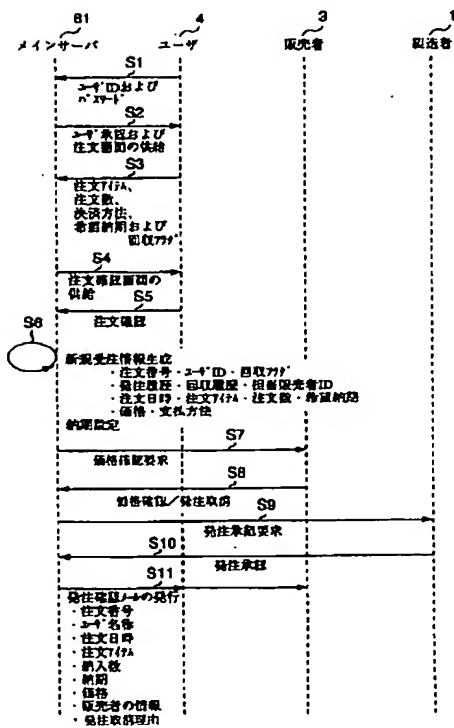 81 4 3 1
メインサーバ ユーザ 販売者 製造者
S1
ユーザIDおよび
パスワード
S2
ユーザ承認および
注文画面の供給
S3
注文アイテム、
注文数、
決済方法、
希望納期および
回収フラグ
S4
注文確認画面の
供給
S5
注文確認
S6
新規受注情報生成
・注文番号・ユーザID・回収フラグ
・発注履歴・回収履歴・担当販売者ID
・注文日時・注文アイテム・注文数・希望納期
・価格・支払方法
納期設定
S7
価格確認要求
S8
価格確認/発注取消
S9
発注承認要求
S10
発注承認
S11
発注確認メールの発行
・注文番号
・ユーザ名称
・注文日時
・注文アイテム
・納入数
・納期
・価格
・販売者の情報
・発注取消理由